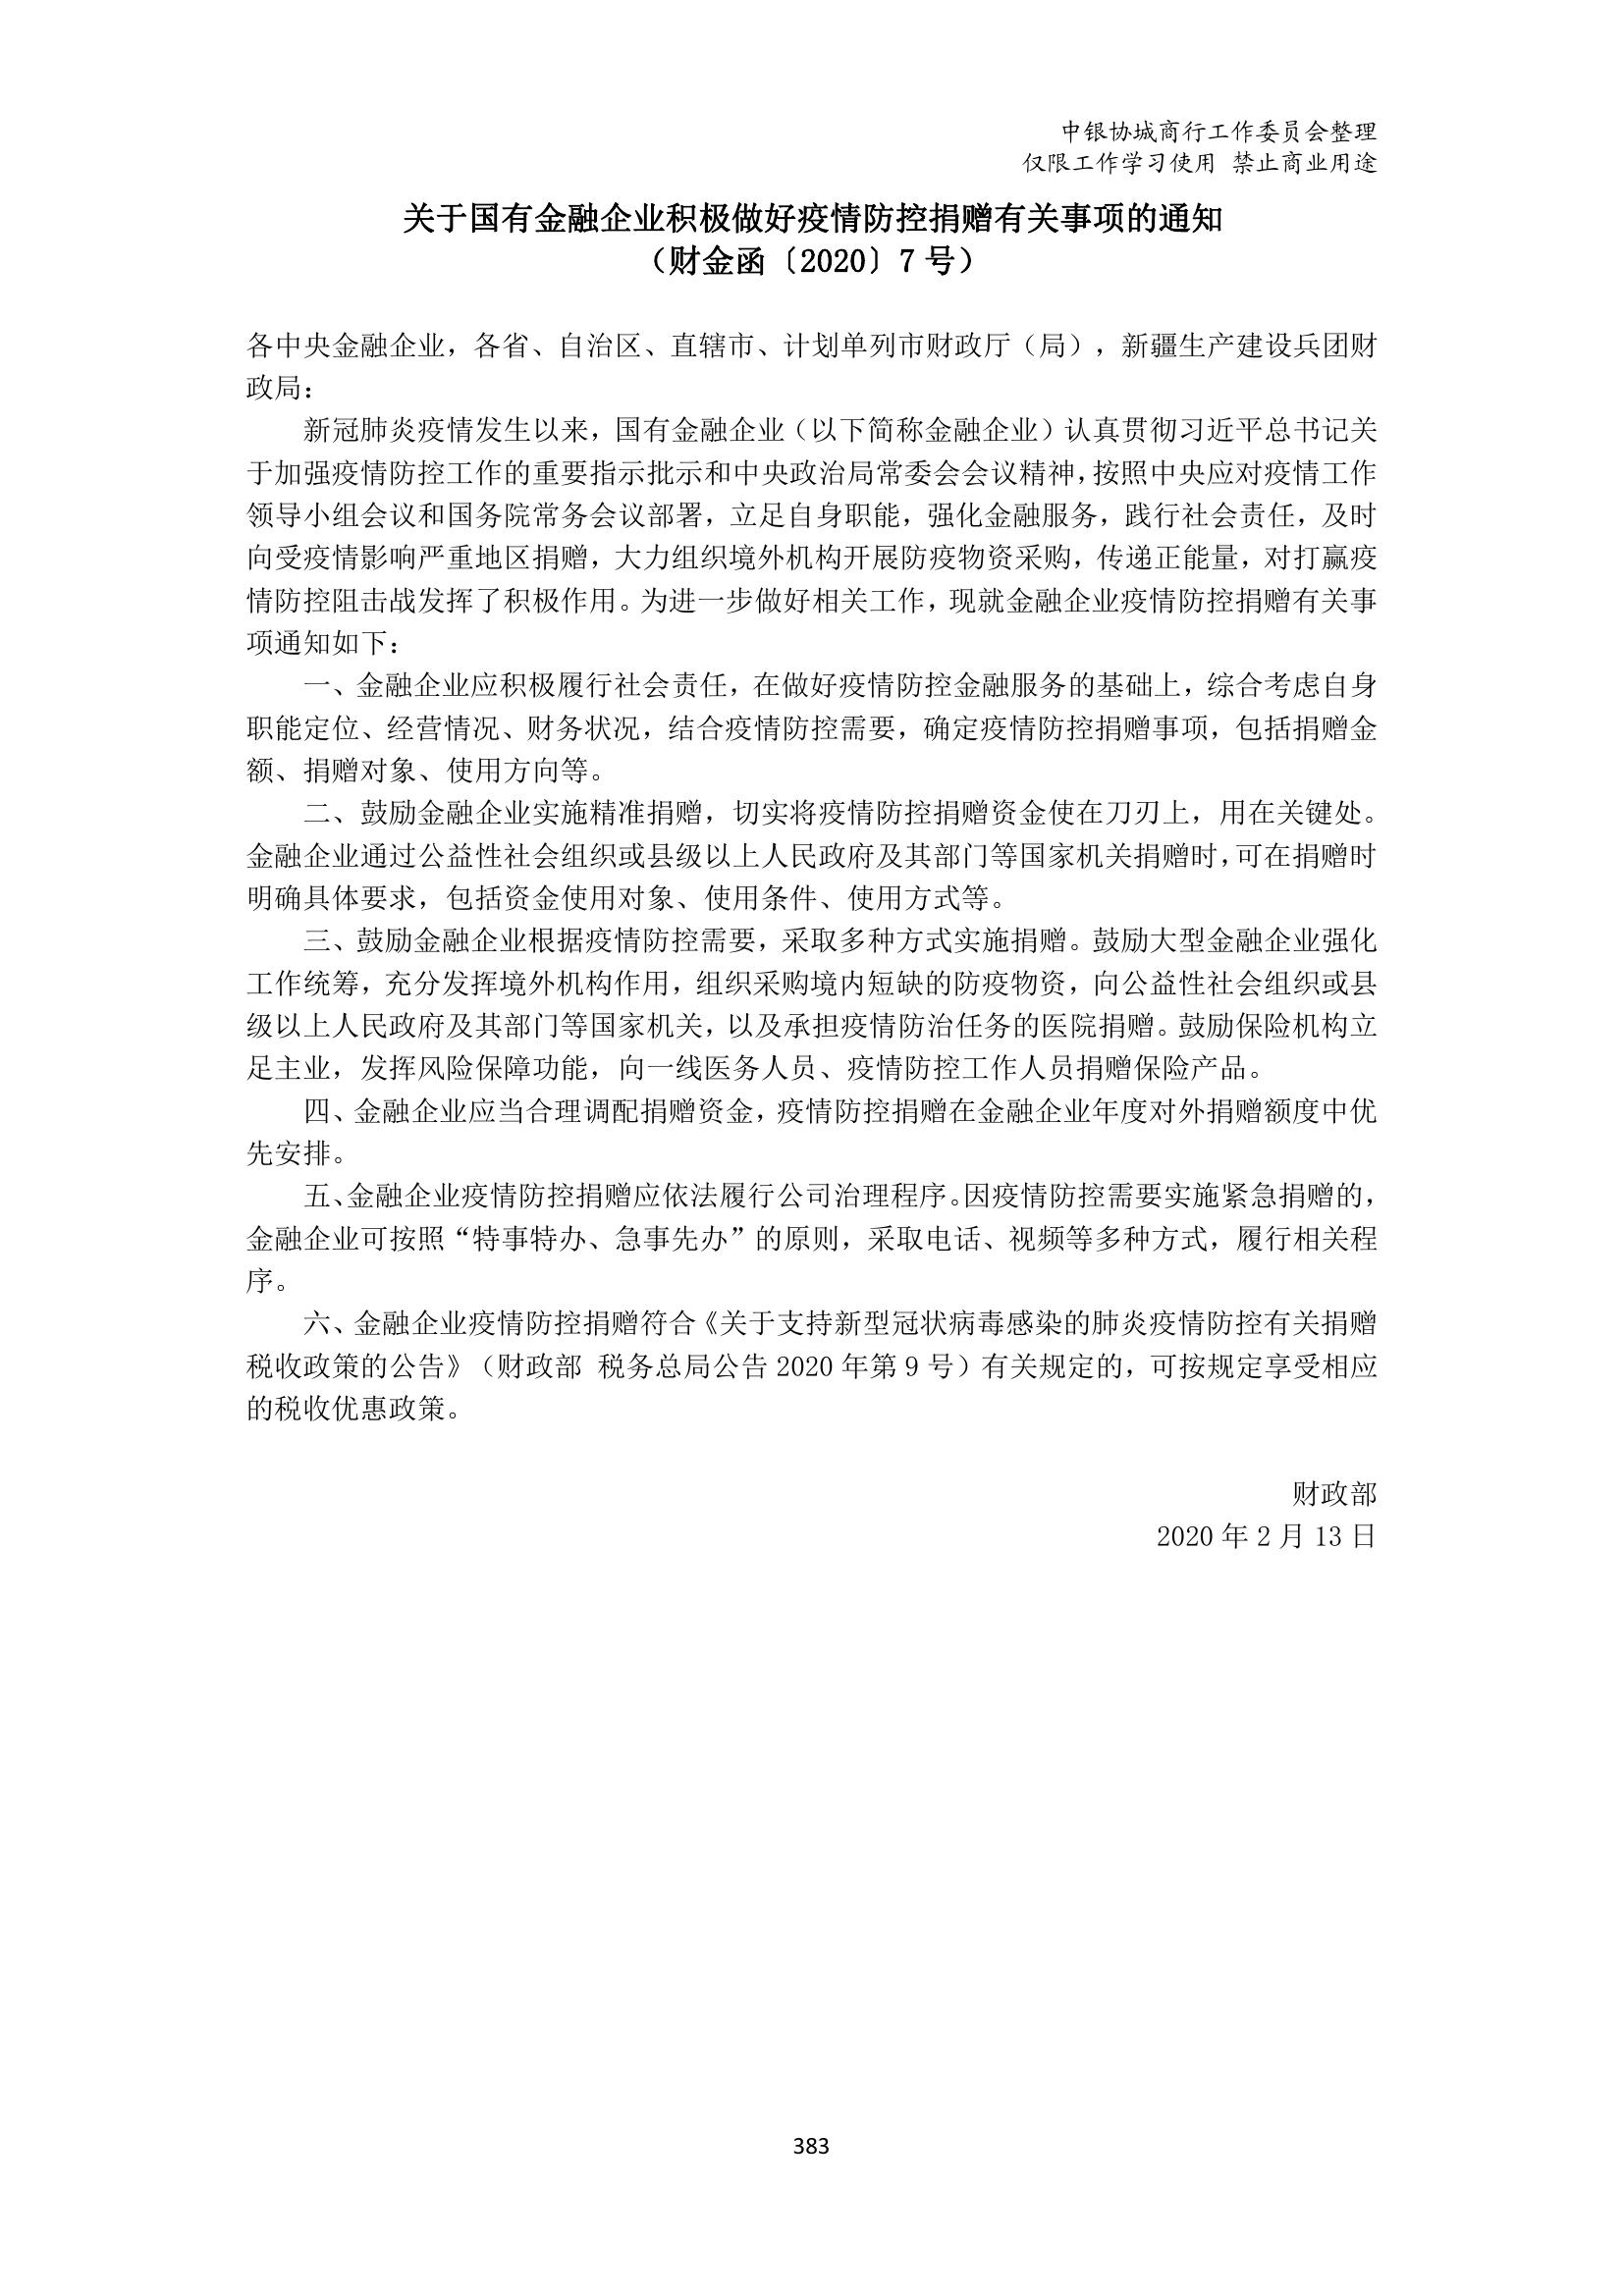 中银协城商行工作委员会整理
仅限工作学习使用 禁止商业用途
关于国有金融企业积极做好疫情防控捐赠有关事项的通知
（财金函〔2020〕7 号）
各中央金融企业，各省、自治区、直辖市、计划单列市财政厅（局），新疆生产建设兵团财
政局：
新冠肺炎疫情发生以来，国有金融企业（以下简称金融企业）认真贯彻习近平总书记关
于加强疫情防控工作的重要指示批示和中央政治局常委会会议精神，按照中央应对疫情工作
领导小组会议和国务院常务会议部署，立足自身职能，强化金融服务，践行社会责任，及时
向受疫情影响严重地区捐赠，大力组织境外机构开展防疫物资采购，传递正能量，对打赢疫
情防控阻击战发挥了积极作用。为进一步做好相关工作，现就金融企业疫情防控捐赠有关事
项通知如下：
一、金融企业应积极履行社会责任，在做好疫情防控金融服务的基础上，综合考虑自身
职能定位、经营情况、财务状况，结合疫情防控需要，确定疫情防控捐赠事项，包括捐赠金
额、捐赠对象、使用方向等。
二、鼓励金融企业实施精准捐赠，切实将疫情防控捐赠资金使在刀刃上，用在关键处。
金融企业通过公益性社会组织或县级以上人民政府及其部门等国家机关捐赠时，可在捐赠时
明确具体要求，包括资金使用对象、使用条件、使用方式等。
三、鼓励金融企业根据疫情防控需要，采取多种方式实施捐赠。鼓励大型金融企业强化
工作统筹，充分发挥境外机构作用，组织采购境内短缺的防疫物资，向公益性社会组织或县
级以上人民政府及其部门等国家机关，以及承担疫情防治任务的医院捐赠。鼓励保险机构立
足主业，发挥风险保障功能，向一线医务人员、疫情防控工作人员捐赠保险产品。
四、金融企业应当合理调配捐赠资金，疫情防控捐赠在金融企业年度对外捐赠额度中优
先安排。
五、金融企业疫情防控捐赠应依法履行公司治理程序。因疫情防控需要实施紧急捐赠的，
金融企业可按照“特事特办、急事先办”的原则，采取电话、视频等多种方式，履行相关程
序。
六、金融企业疫情防控捐赠符合《关于支持新型冠状病毒感染的肺炎疫情防控有关捐赠
税收政策的公告》（财政部 税务总局公告 2020 年第 9 号）有关规定的，可按规定享受相应
的税收优惠政策。
财政部
2020 年 2 月 13 日
383